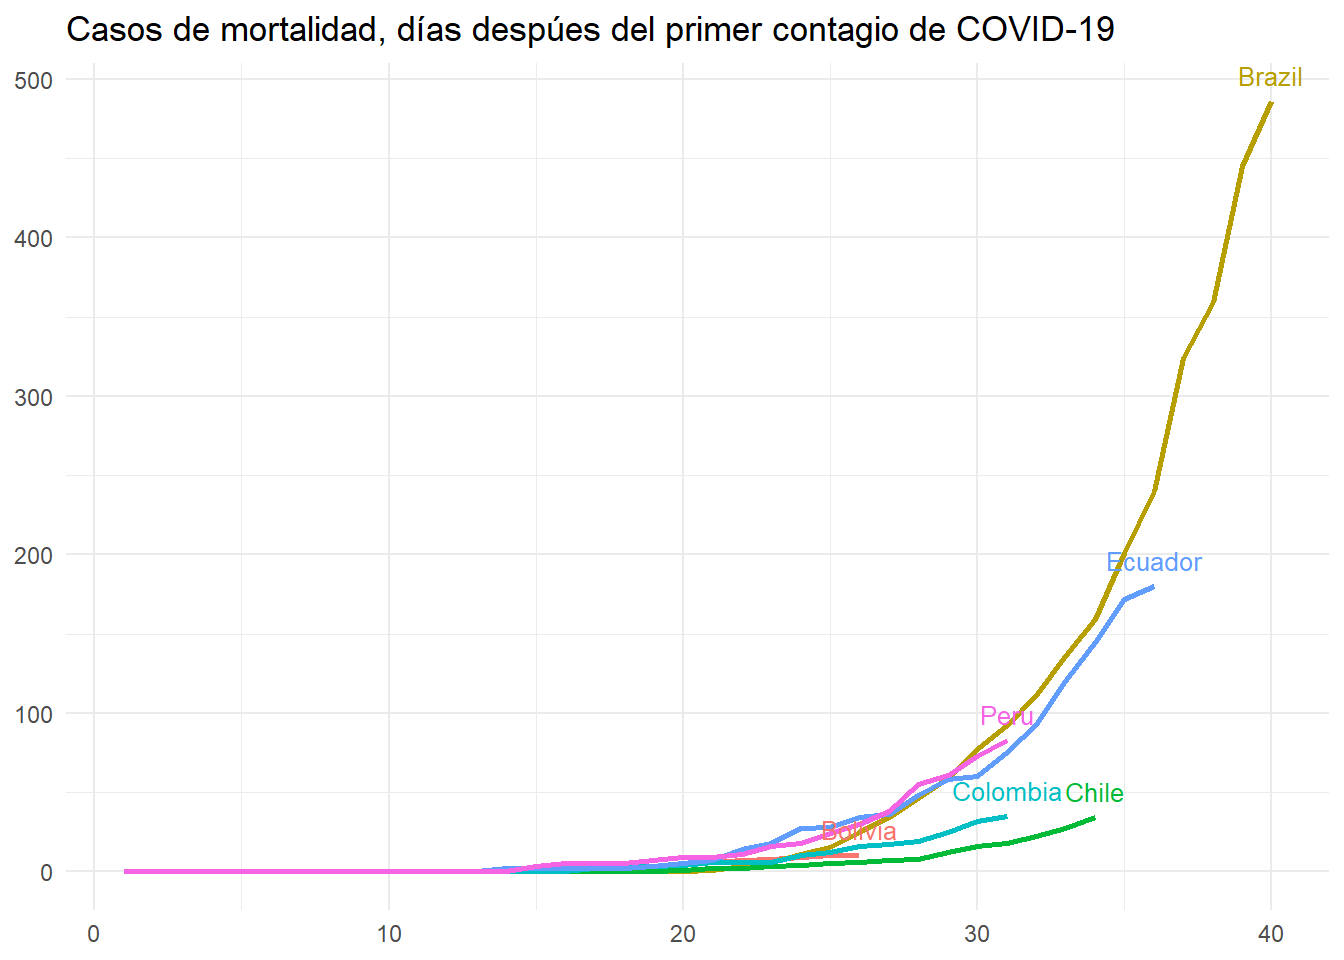 Casos de mortalidad, días despúes del primer contagio de COVID-19
500
Brazil
400
300
200
Ecuador
100
Peru
Colombia
Chile
Bolivia
0
0
10
20
30
40